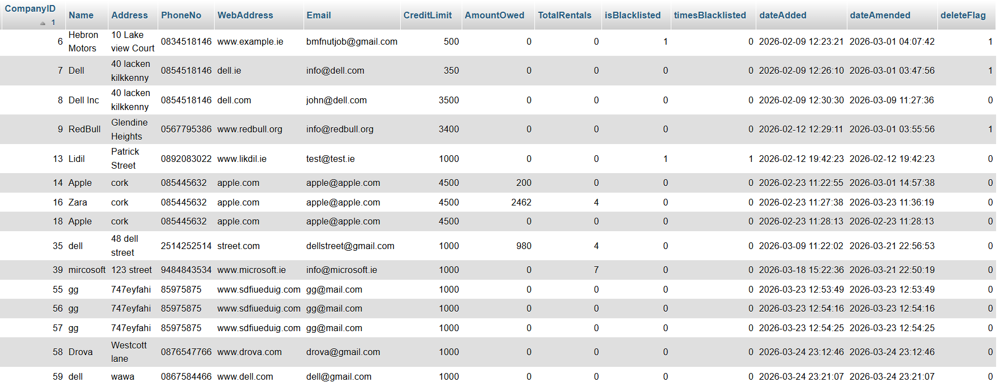 CompanyID 1 Name Address PhoneNo WebAddress Email CreditLimit AmountOwed TotalRentals isBlacklisted timesBlacklisted dateAdded dateAmended deleteFlag
6 Hebron Motors 10 Lake view Court 0834518146 www.example.ie bmfnutjob@gmail.com 500 0 0 1 0 2026-02-09 12:23:21 2026-03-01 04:07:42 1
7 Dell 40 lacken kilkkenny 0854518146 dell.ie info@dell.com 350 0 0 0 0 2026-02-09 12:26:10 2026-03-01 03:47:56 1
8 Dell Inc 40 lacken kilkkenny 0854518146 dell.com john@dell.com 3500 0 0 0 0 2026-02-09 12:30:30 2026-03-09 11:27:36 0
9 RedBull Glendine Heights 0567795386 www.redbull.org info@redbull.org 3400 0 0 0 0 2026-02-12 12:29:11 2026-03-01 03:55:56 1
13 Lidil Patrick Street 0892083022 www.likdil.ie test@test.ie 1000 0 0 1 1 2026-02-12 19:42:23 2026-02-12 19:42:23 0
14 Apple cork 085445632 apple.com apple@apple.com 4500 200 0 0 0 2026-02-23 11:22:55 2026-03-01 14:57:38 0
16 Zara cork 085445632 apple.com apple@apple.com 4500 2462 4 0 0 2026-02-23 11:27:38 2026-03-23 11:36:19 0
18 Apple cork 085445632 apple.com apple@apple.com 4500 0 0 0 0 2026-02-23 11:28:13 2026-02-23 11:28:13 0
35 dell 48 dell street 2514252514 street.com dellstreet@gmail.com 1000 980 4 0 0 2026-03-09 11:22:02 2026-03-21 22:56:53 0
39 mircosoft 123 street 9484843534 www.microsoft.ie info@microsoft.ie 1000 0 7 0 0 2026-03-18 15:22:36 2026-03-21 22:50:19 0
55 gg 747eyfahi 85975875 www.sdfiueduig.com gg@mail.com 1000 0 0 0 0 2026-03-23 12:53:49 2026-03-23 12:53:49 0
56 gg 747eyfahi 85975875 www.sdfiueduig.com gg@mail.com 1000 0 0 0 0 2026-03-23 12:54:16 2026-03-23 12:54:16 0
57 gg 747eyfahi 85975875 www.sdfiueduig.com gg@mail.com 1000 0 0 0 0 2026-03-23 12:54:25 2026-03-23 12:54:25 0
58 Drova Westcott lane 0876547766 www.drova.com drova@gmail.com 1000 0 0 0 0 2026-03-24 23:12:46 2026-03-24 23:12:46 0
59 dell wawa 0867584466 www.dell.com dell@gmail.com 1000 0 0 0 0 2026-03-24 23:21:07 2026-03-24 23:21:07 0